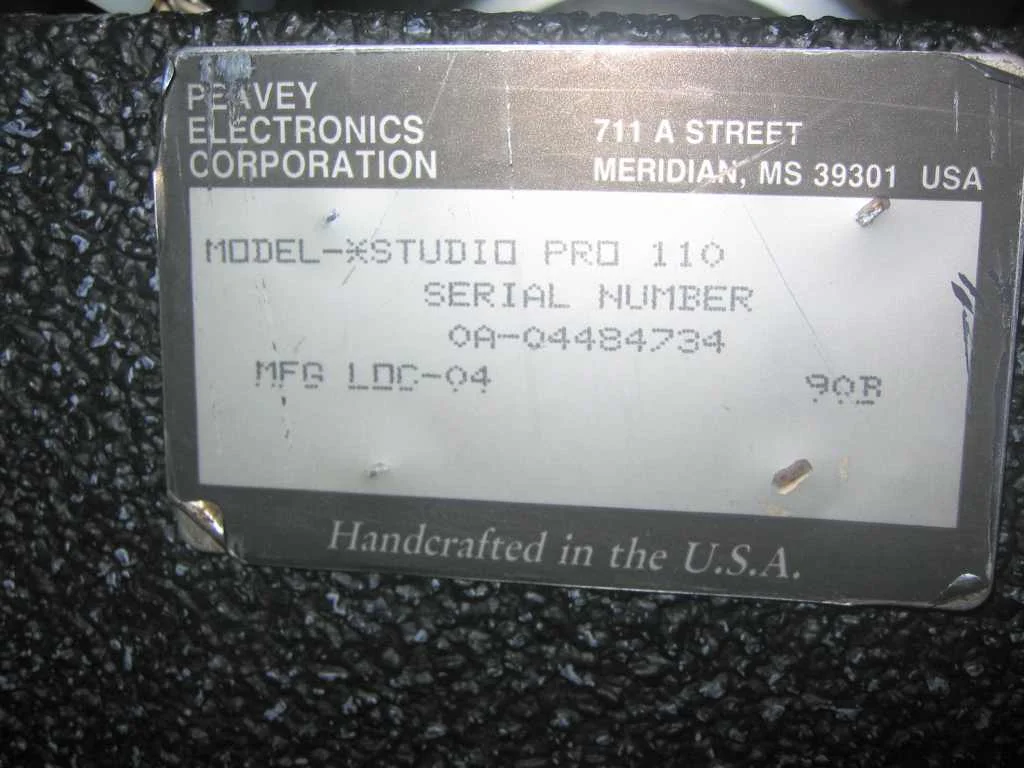 PEAVEY
ELECTRONICS
CORPORATION
711 A STREET
MERIDIAN, MS 39301 USA
MODEL-*STUDIO PRO 110
SERIAL NUMBER
0A-04484734
MFG LOC-04 90B
Handcrafted in the U.S.A.